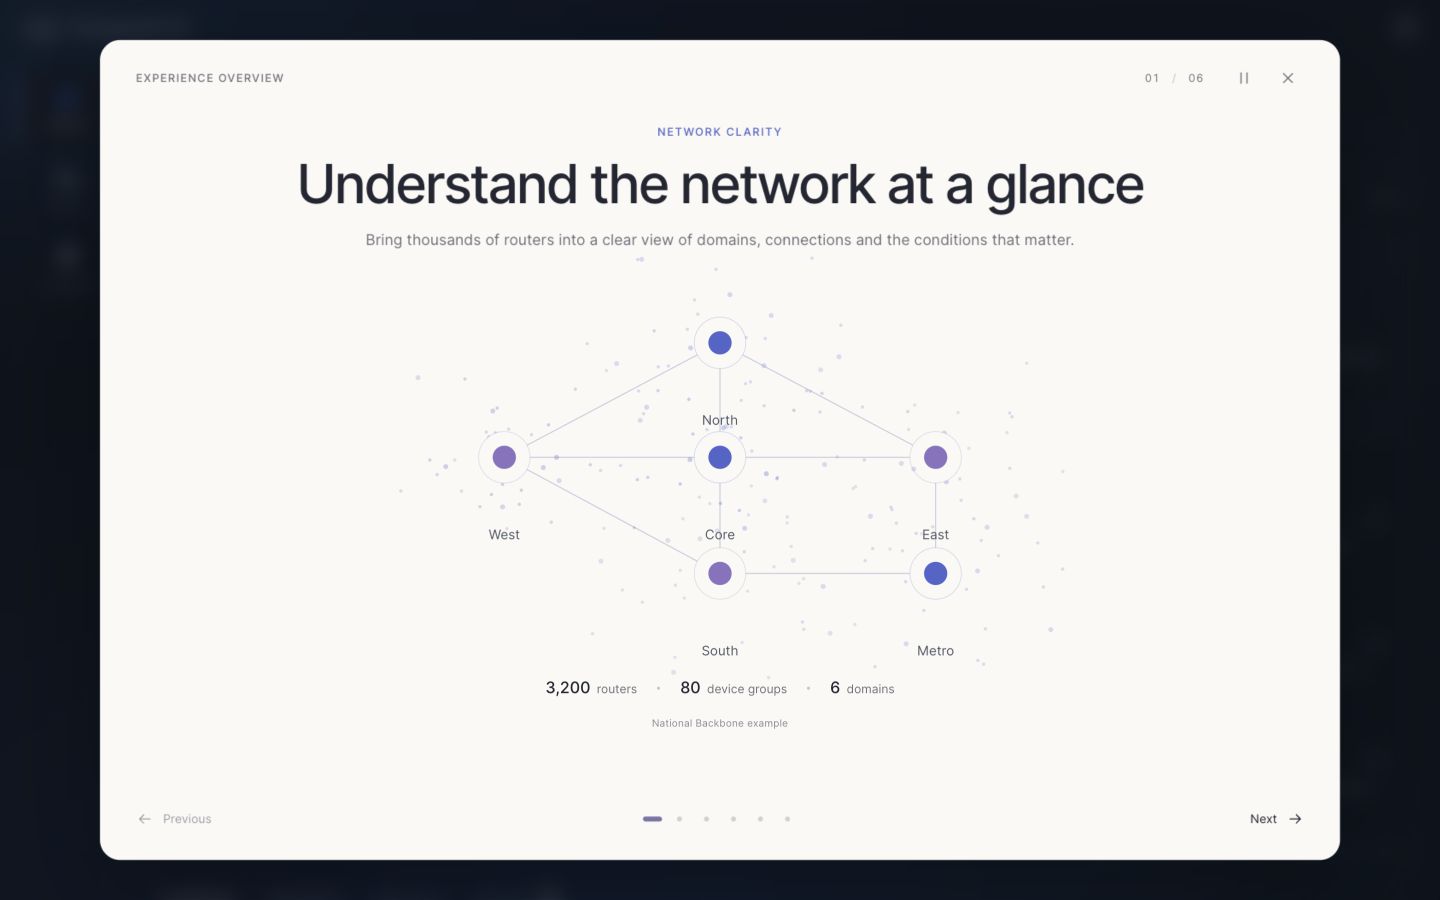 EXPERIENCE OVERVIEW
01 / 06
NETWORK CLARITY
Understand the network at a glance
Bring thousands of routers into a clear view of domains, connections and the conditions that matter.
North
West
Core
East
South
Metro
3,200 routers • 80 device groups • 6 domains
National Backbone example
← Previous
Next →